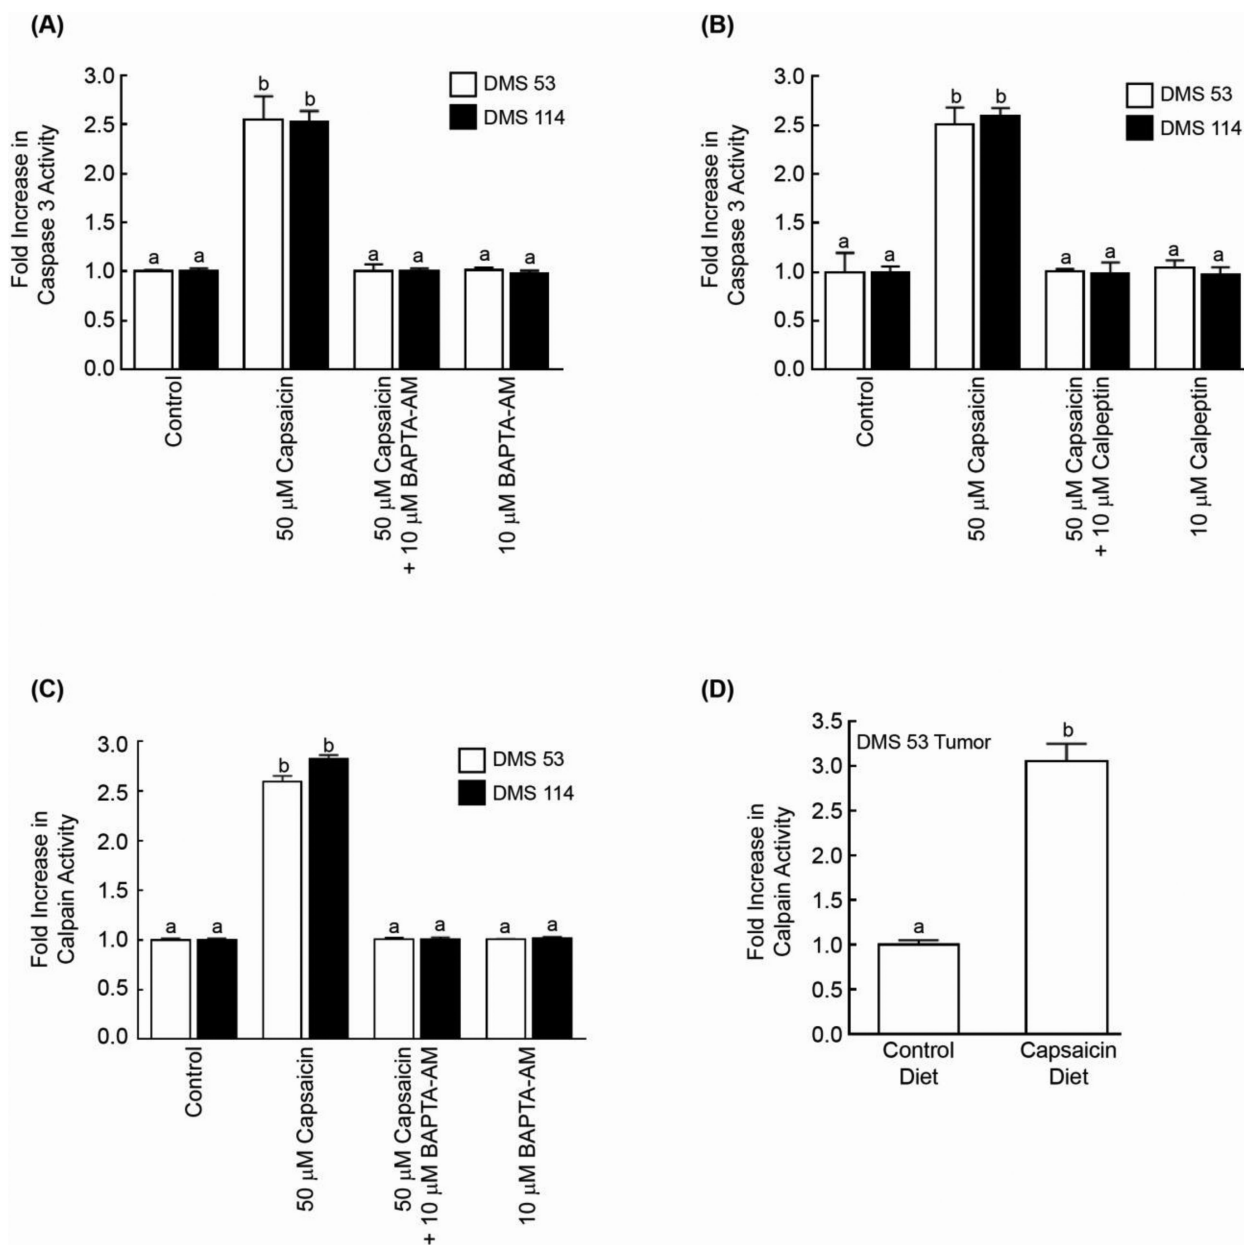 (A)
Fold Increase in
Caspase 3 Activity
3.0
2.5
2.0
1.5
1.0
0.5
0.0
DMS 53
DMS 114
a
a
b
b
a
a
a
a
Control
50 μM Capsaicin
50 μM Capsaicin
+ 10 μM BAPTA-AM
10 μM BAPTA-AM
(B)
Fold Increase in
Caspase 3 Activity
3.0
2.5
2.0
1.5
1.0
0.5
0.0
DMS 53
DMS 114
a
a
b
b
a
a
a
a
Control
50 μM Capsaicin
50 μM Capsaicin
+ 10 μM Calpeptin
10 μM Calpeptin
(C)
Fold Increase in
Calpain Activity
3.0
2.5
2.0
1.5
1.0
0.5
0.0
DMS 53
DMS 114
a
a
b
b
a
a
a
a
Control
50 μM Capsaicin
50 μM Capsaicin
+ 10 μM BAPTA-AM
10 μM BAPTA-AM
(D)
Fold Increase in
Calpain Activity
3.5
3.0
2.5
2.0
1.5
1.0
0.5
0.0
DMS 53 Tumor
a
b
Control
Diet
Capsaicin
Diet